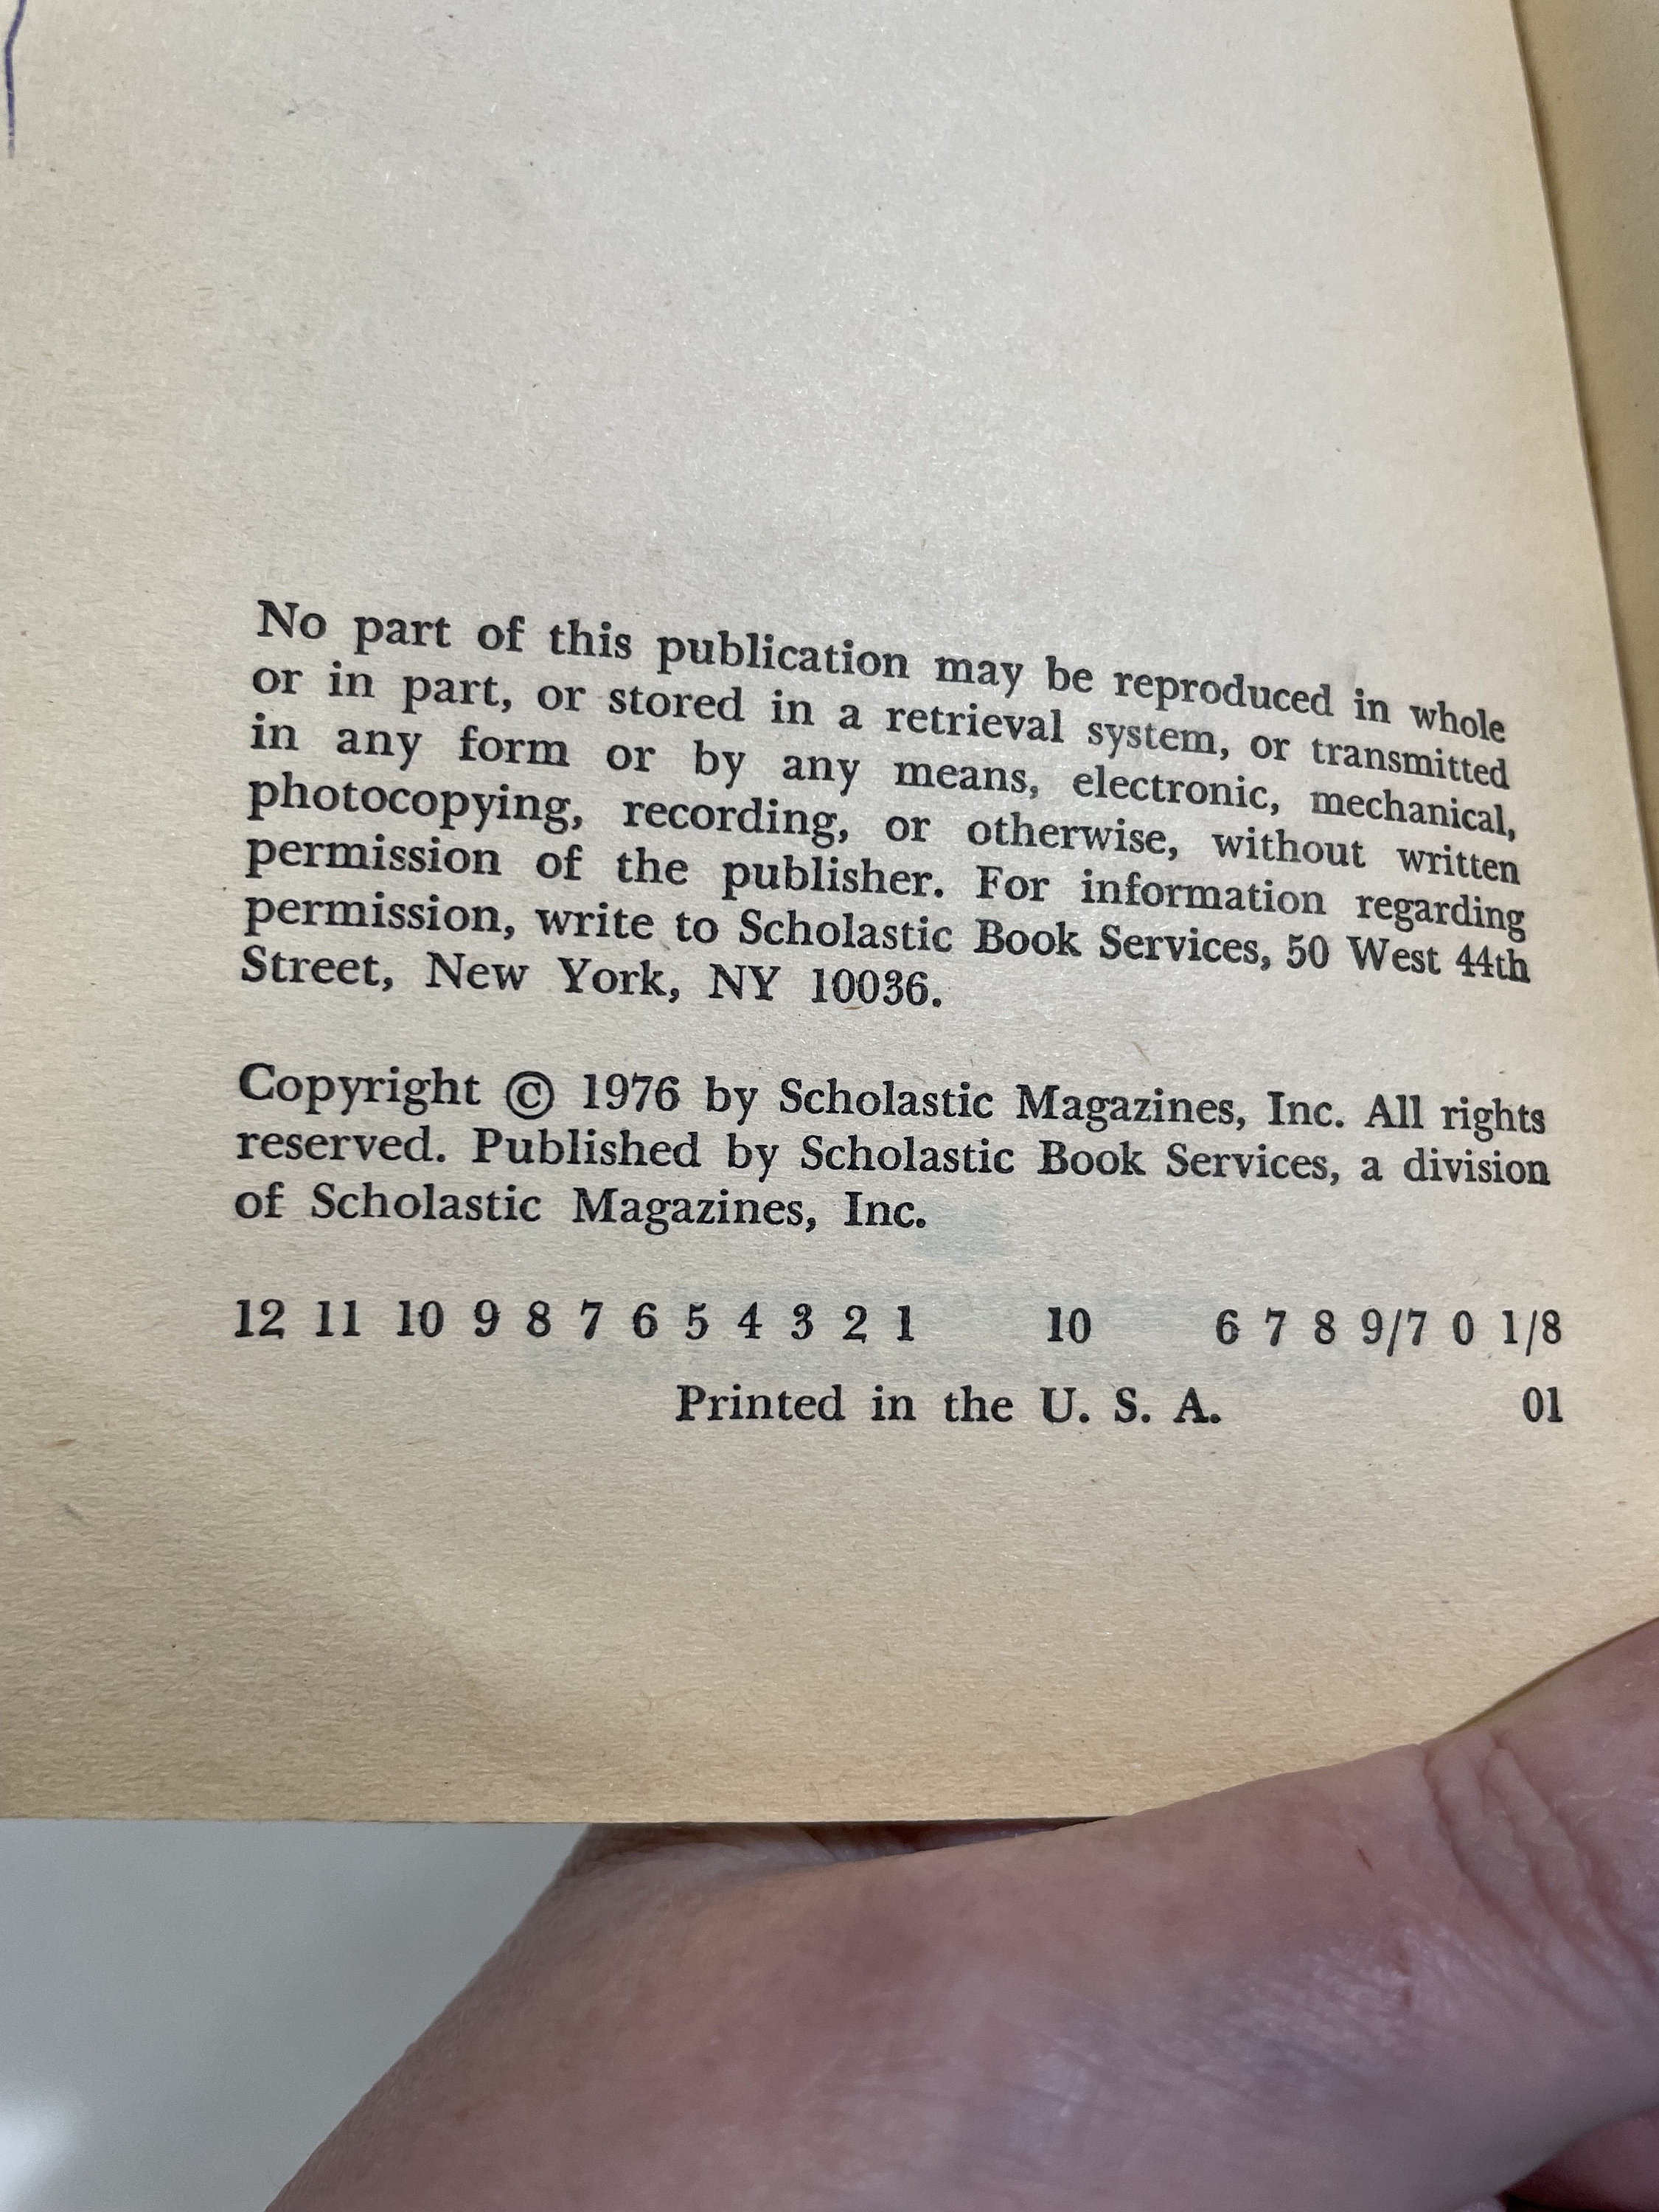 No part of this publication may be reproduced in whole
or in part, or stored in a retrieval system, or transmitted
in any form or by any means, electronic, mechanical,
photocopying, recording, or otherwise, without written
permission of the publisher. For information regarding
permission, write to Scholastic Book Services, 50 West 44th
Street, New York, NY 10036.
Copyright © 1976 by Scholastic Magazines, Inc. All rights
reserved. Published by Scholastic Book Services, a division
of Scholastic Magazines, Inc.
12 11 10 9 8 7 6 5 4 3 2 1 10 6 7 8 9/7 0 1/8
Printed in the U. S. A. 01